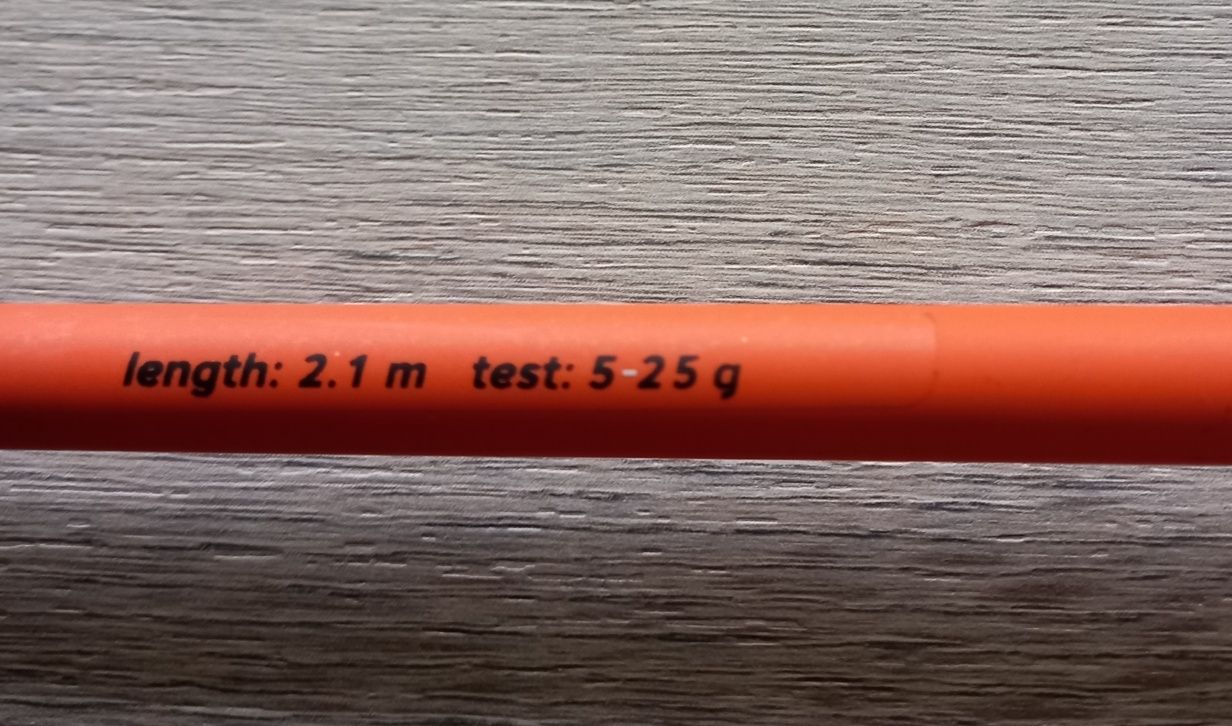 length: 2.1 m test: 5-25 g